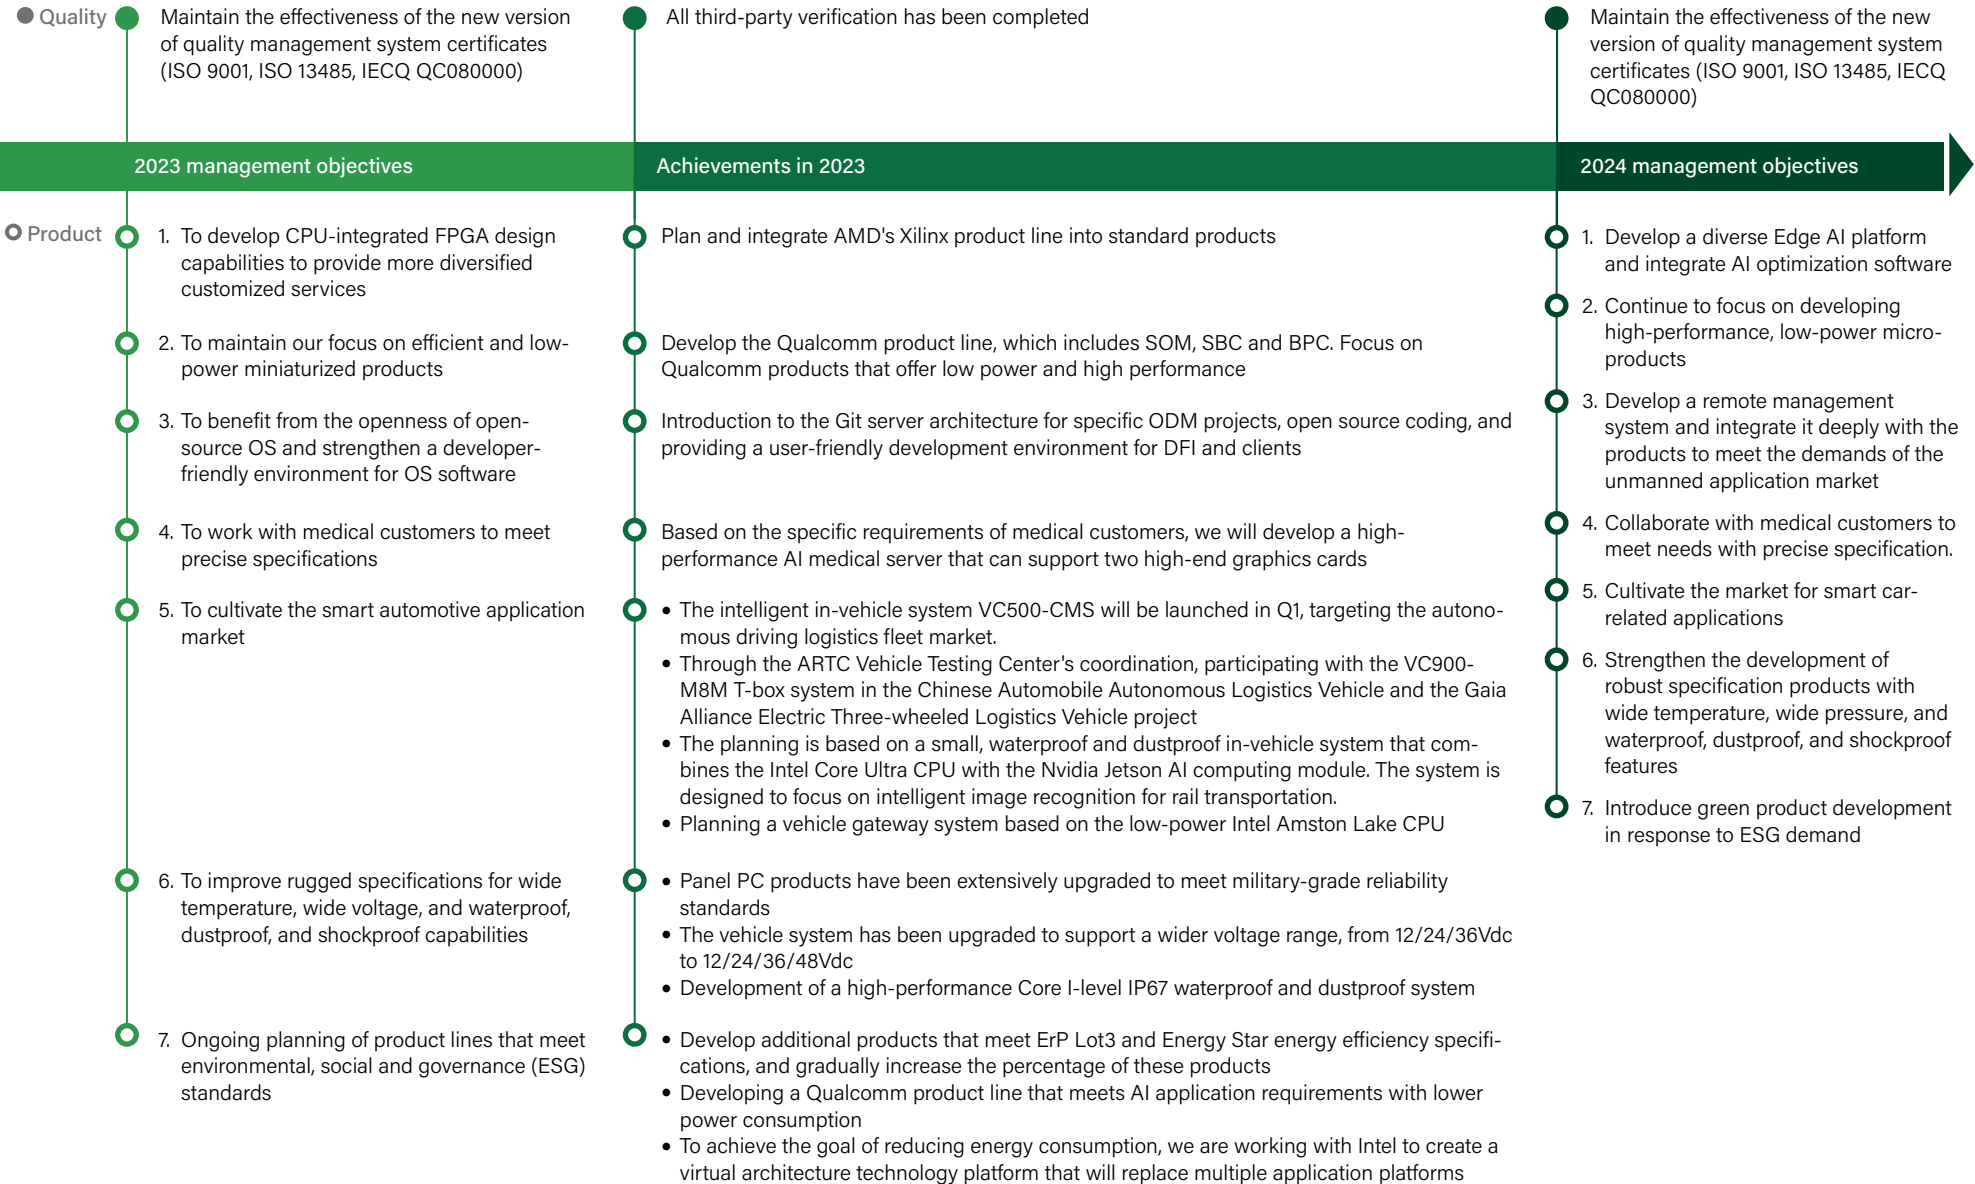 Quality
Maintain the effectiveness of the new version
of quality management system certificates
(ISO 9001, ISO 13485, IECQ QC080000)
All third-party verification has been completed
Maintain the effectiveness of the new
version of quality management system
certificates (ISO 9001, ISO 13485, IECQ
QC080000)
2023 management objectives
Achievements in 2023
2024 management objectives
Product
1. To develop CPU-integrated FPGA design
capabilities to provide more diversified
customized services
2. To maintain our focus on efficient and low-
power miniaturized products
3. To benefit from the openness of open-
source OS and strengthen a developer-
friendly environment for OS software
4. To work with medical customers to meet
precise specifications
5. To cultivate the smart automotive application
market
6. To improve rugged specifications for wide
temperature, wide voltage, and waterproof,
dustproof, and shockproof capabilities
7. Ongoing planning of product lines that meet
environmental, social and governance (ESG)
standards
Plan and integrate AMD's Xilinx product line into standard products
Develop the Qualcomm product line, which includes SOM, SBC and BPC. Focus on
Qualcomm products that offer low power and high performance
Introduction to the Git server architecture for specific ODM projects, open source coding, and
providing a user-friendly development environment for DFI and clients
Based on the specific requirements of medical customers, we will develop a high-
performance AI medical server that can support two high-end graphics cards
• The intelligent in-vehicle system VC500-CMS will be launched in Q1, targeting the autono-
mous driving logistics fleet market.
• Through the ARTC Vehicle Testing Center's coordination, participating with the VC900-
M8M T-box system in the Chinese Automobile Autonomous Logistics Vehicle and the Gaia
Alliance Electric Three-wheeled Logistics Vehicle project
• The planning is based on a small, waterproof and dustproof in-vehicle system that com-
bines the Intel Core Ultra CPU with the Nvidia Jetson AI computing module. The system is
designed to focus on intelligent image recognition for rail transportation.
• Planning a vehicle gateway system based on the low-power Intel Amston Lake CPU
• Panel PC products have been extensively upgraded to meet military-grade reliability
standards
• The vehicle system has been upgraded to support a wider voltage range, from 12/24/36Vdc
to 12/24/36/48Vdc
• Development of a high-performance Core I-level IP67 waterproof and dustproof system
• Develop additional products that meet ErP Lot3 and Energy Star energy efficiency specifi-
cations, and gradually increase the percentage of these products
• Developing a Qualcomm product line that meets AI application requirements with lower
power consumption
• To achieve the goal of reducing energy consumption, we are working with Intel to create a
virtual architecture technology platform that will replace multiple application platforms
1. Develop a diverse Edge AI platform
and integrate AI optimization software
2. Continue to focus on developing
high-performance, low-power micro-
products
3. Develop a remote management
system and integrate it deeply with the
products to meet the demands of the
unmanned application market
4. Collaborate with medical customers to
meet needs with precise specification.
5. Cultivate the market for smart car-
related applications
6. Strengthen the development of
robust specification products with
wide temperature, wide pressure, and
waterproof, dustproof, and shockproof
features
7. Introduce green product development
in response to ESG demand